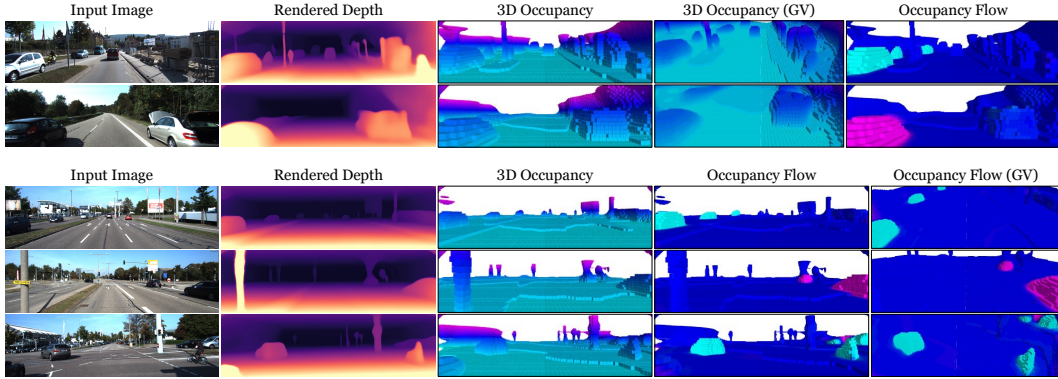 Input Image Rendered Depth 3D Occupancy 3D Occupancy (GV) Occupancy Flow
Input Image Rendered Depth 3D Occupancy Occupancy Flow Occupancy Flow (GV)